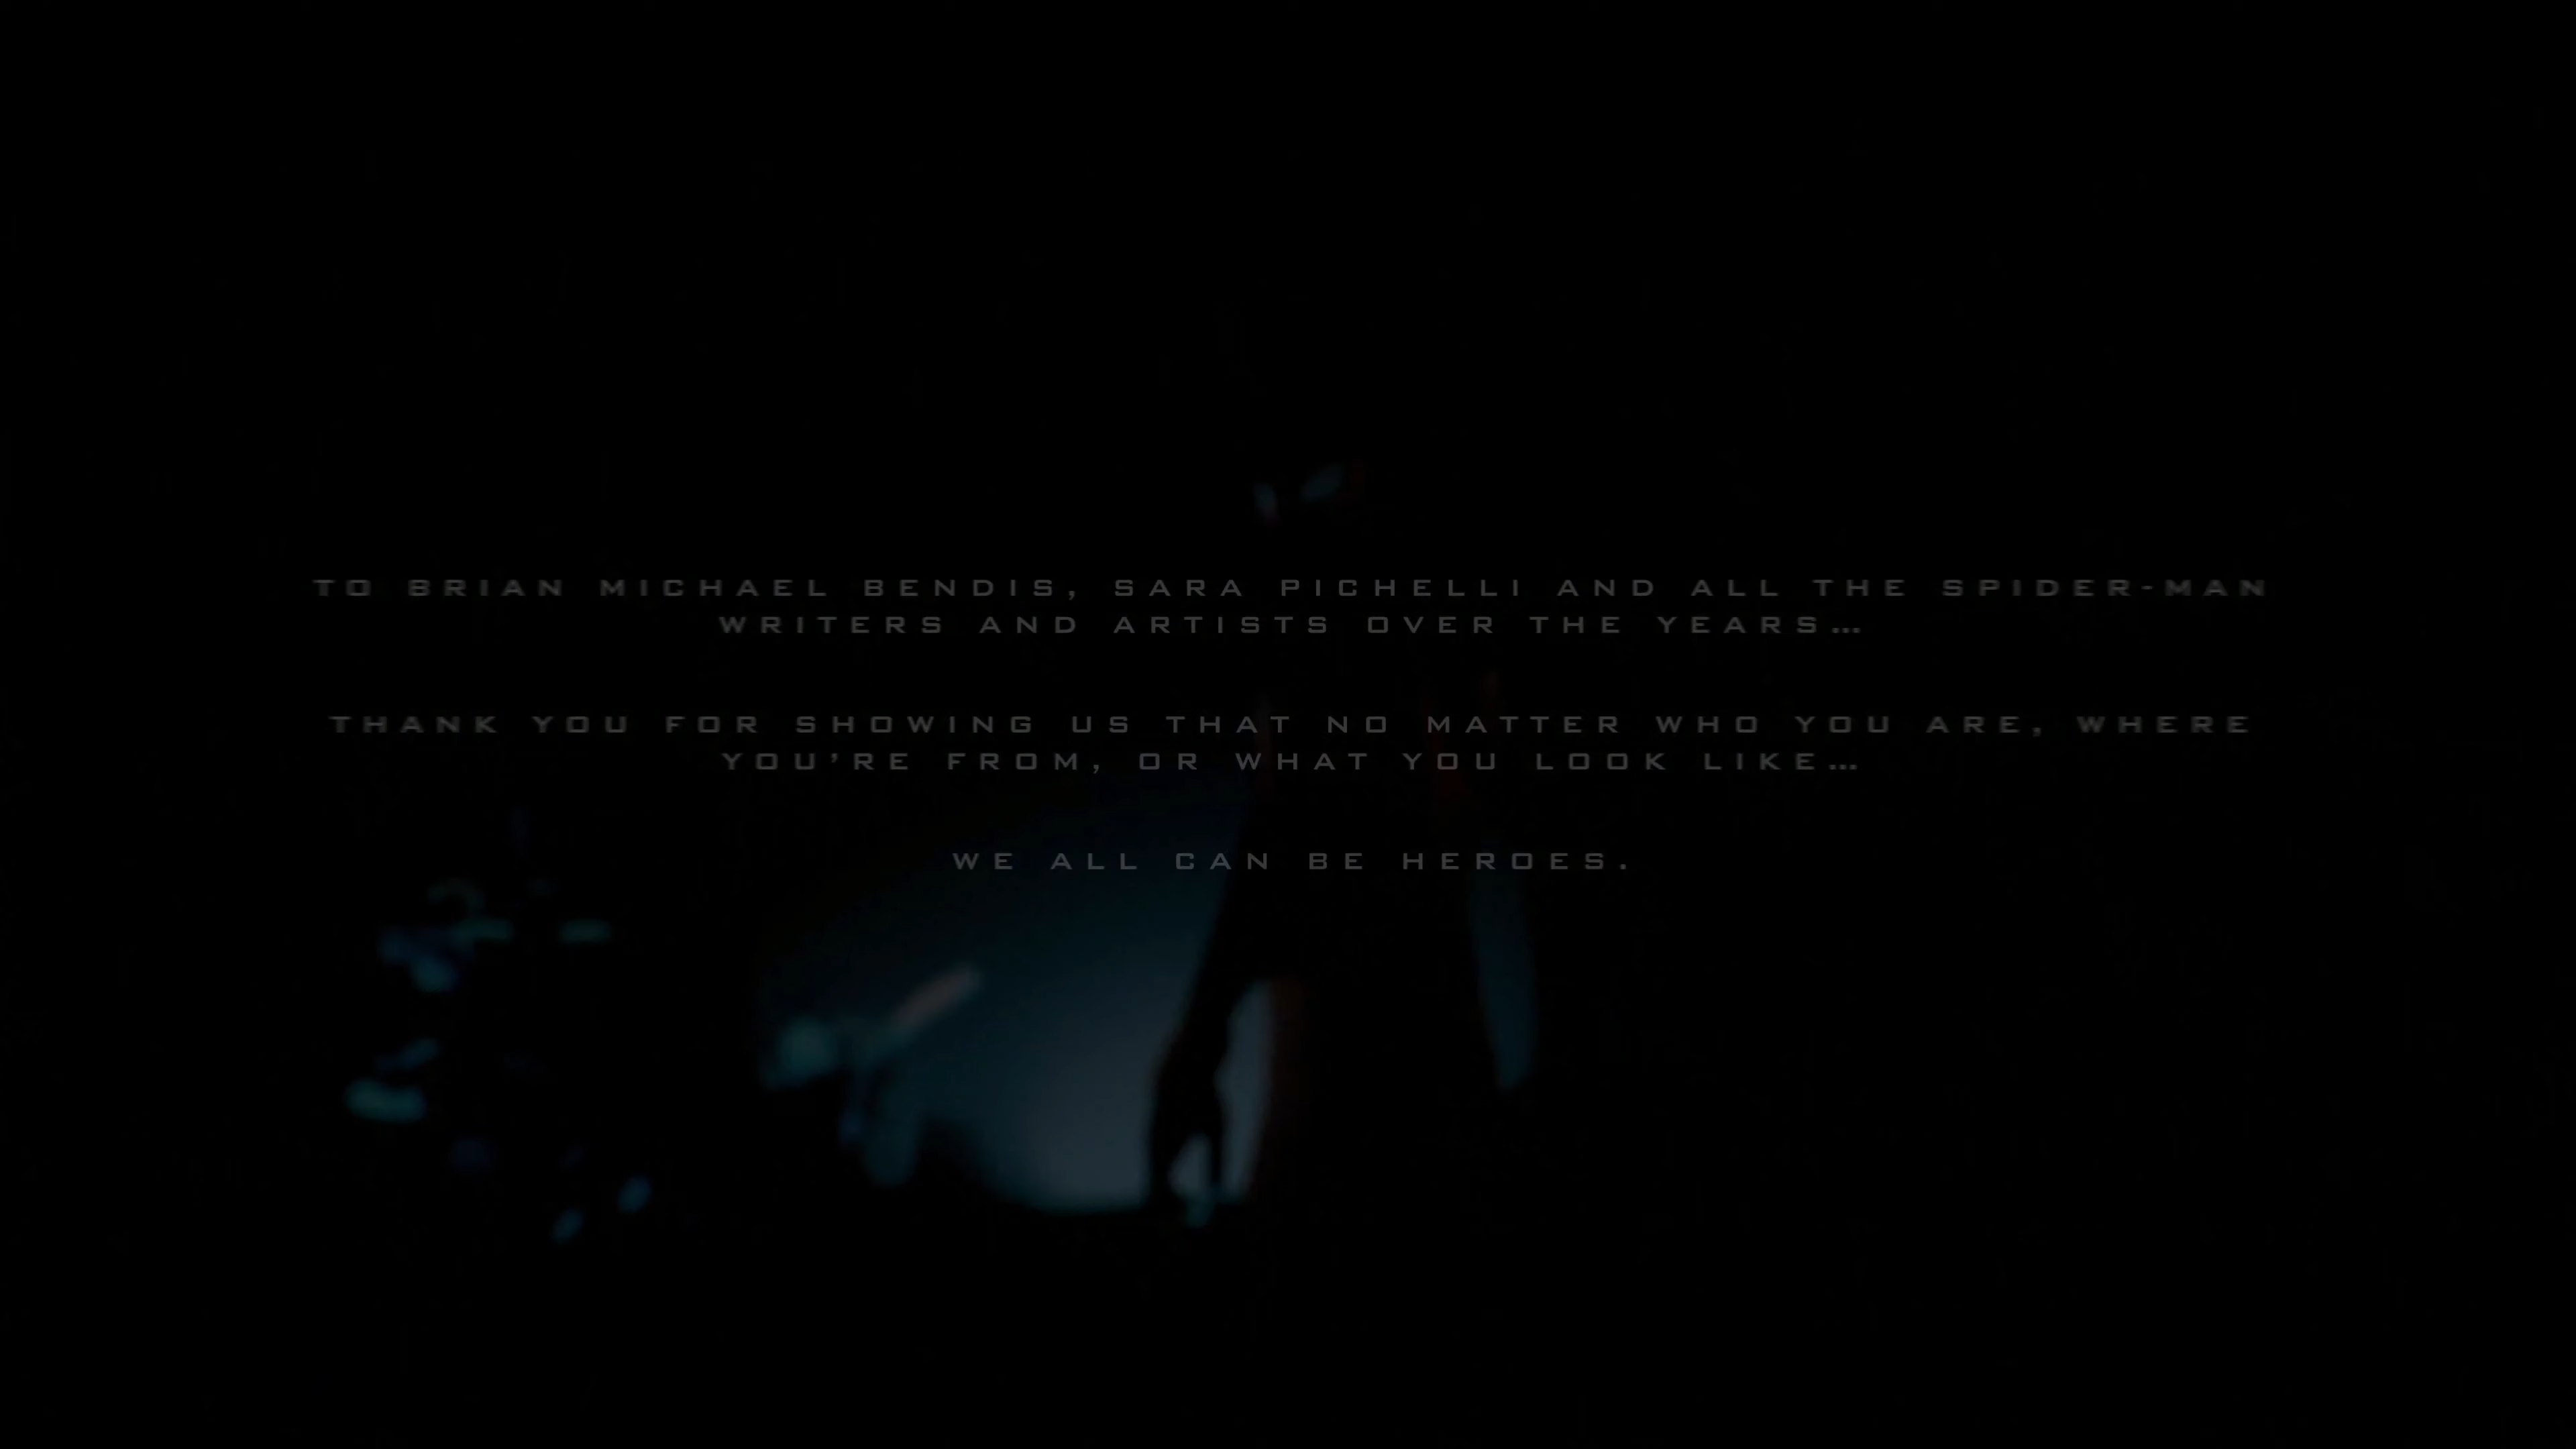 TO BRIAN MICHAEL BENDIS, SARA PICHELLI AND ALL THE SPIDER-MAN
WRITERS AND ARTISTS OVER THE YEARS…
THANK YOU FOR SHOWING US THAT NO MATTER WHO YOU ARE, WHERE
YOU'RE FROM, OR WHAT YOU LOOK LIKE…
WE ALL CAN BE HEROES.